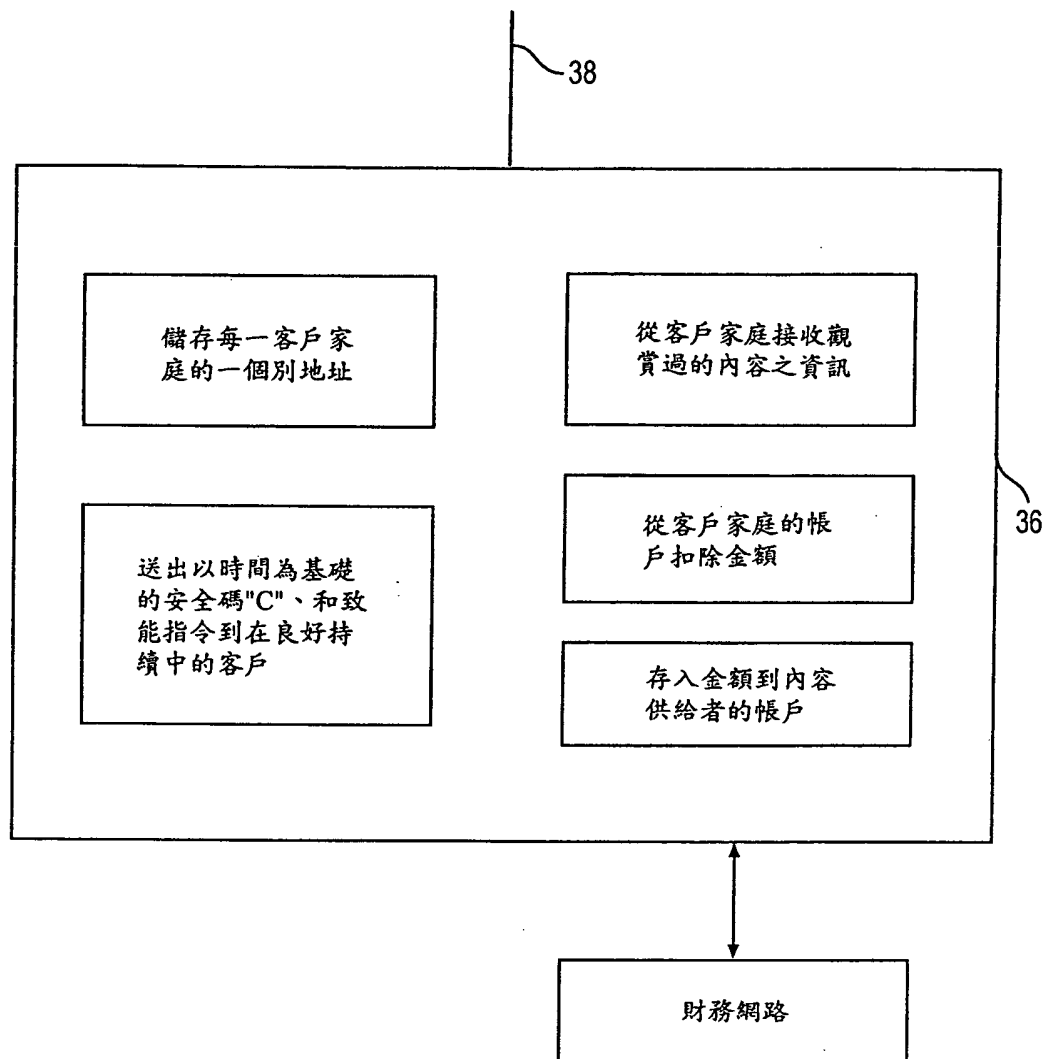 38
儲存每一客戶家
庭的一個別地址
從客戶家庭接收觀
賞過的內容之資訊
送出以時間為基礎
的安全碼"C"、和致
能指令到在良好持
續中的客戶
從客戶家庭的帳
戶扣除金額
36
存入金額到內容
供給者的帳戶
財務網路